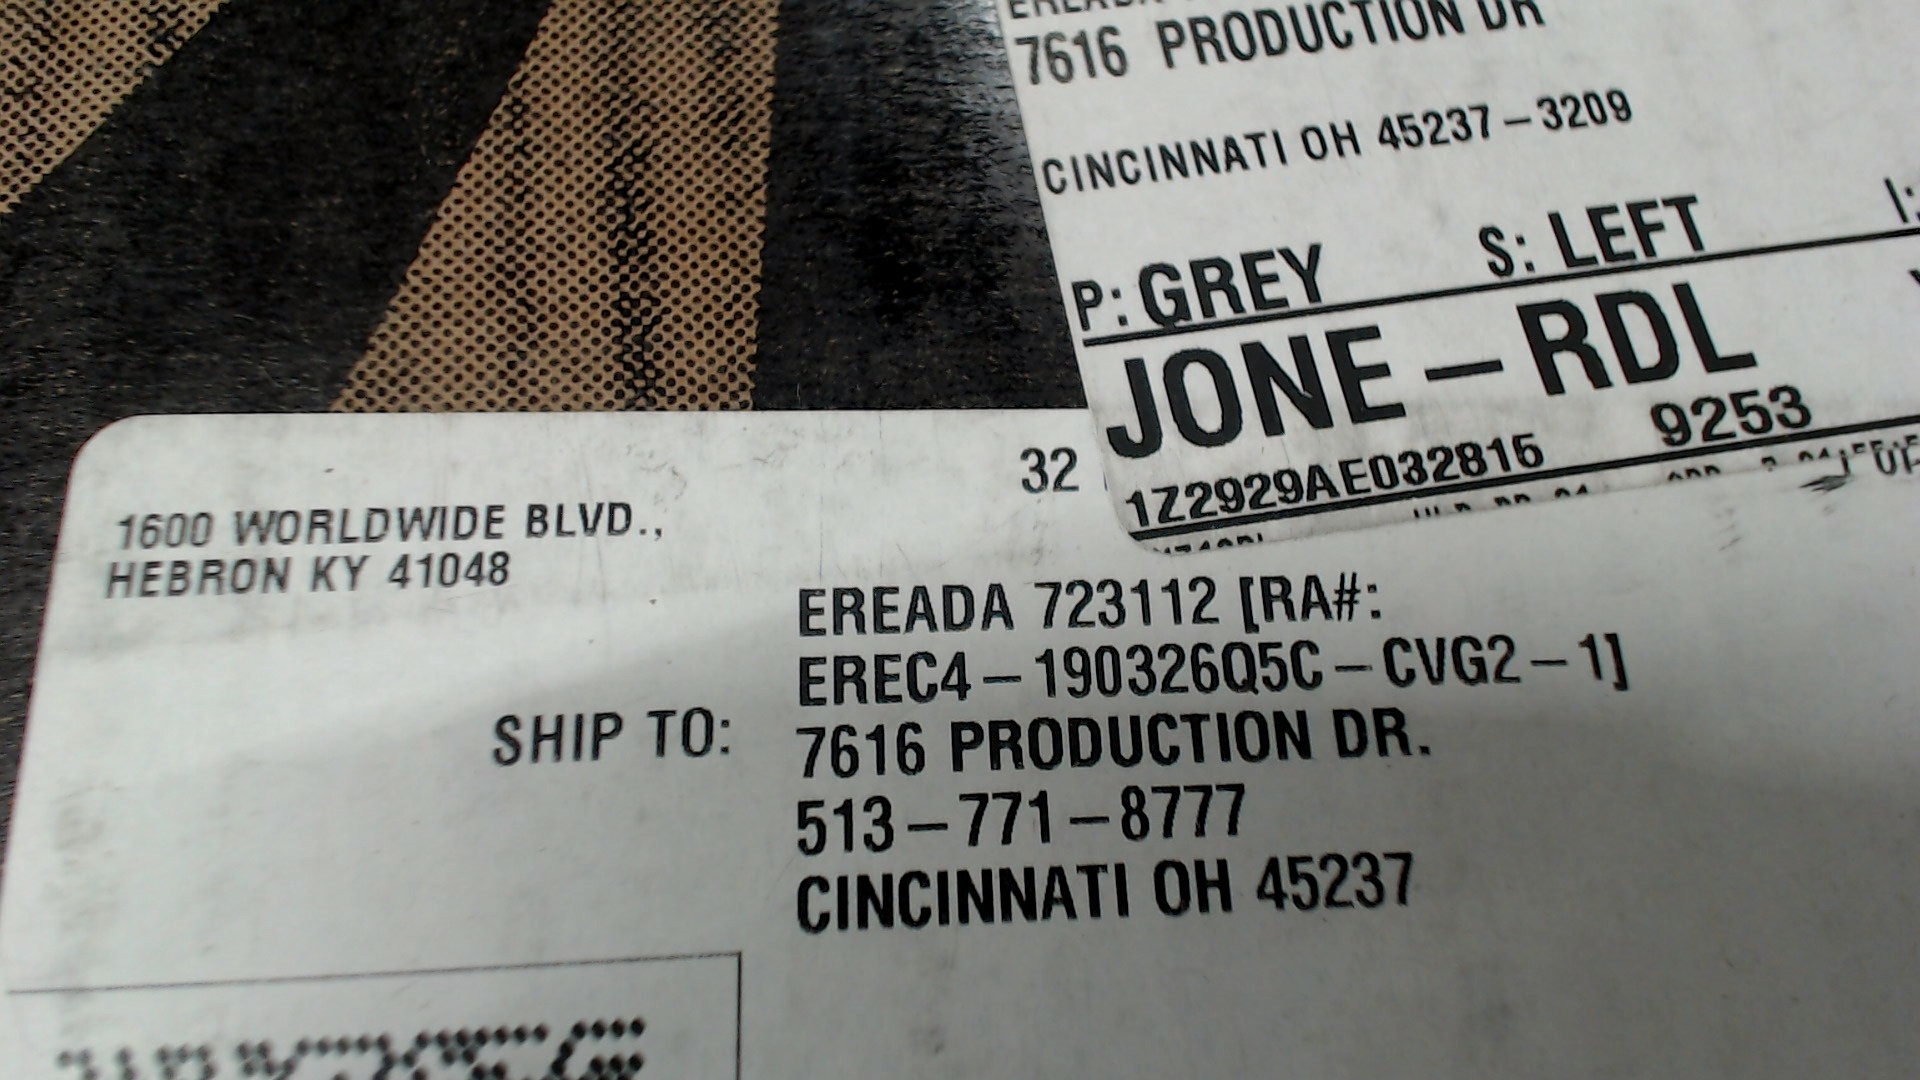 7616 PRODUCTION DR
CINCINNATI OH 45237-3209
P: GREY S: LEFT I:
JONE-RDL
1Z2929AE032815 9253
32
1600 WORLDWIDE BLVD.,
HEBRON KY 41048
SHIP TO:
EREADA 723112 [RA#:
EREC4-190326Q5C-CVG2-1]
7616 PRODUCTION DR.
513-771-8777
CINCINNATI OH 45237